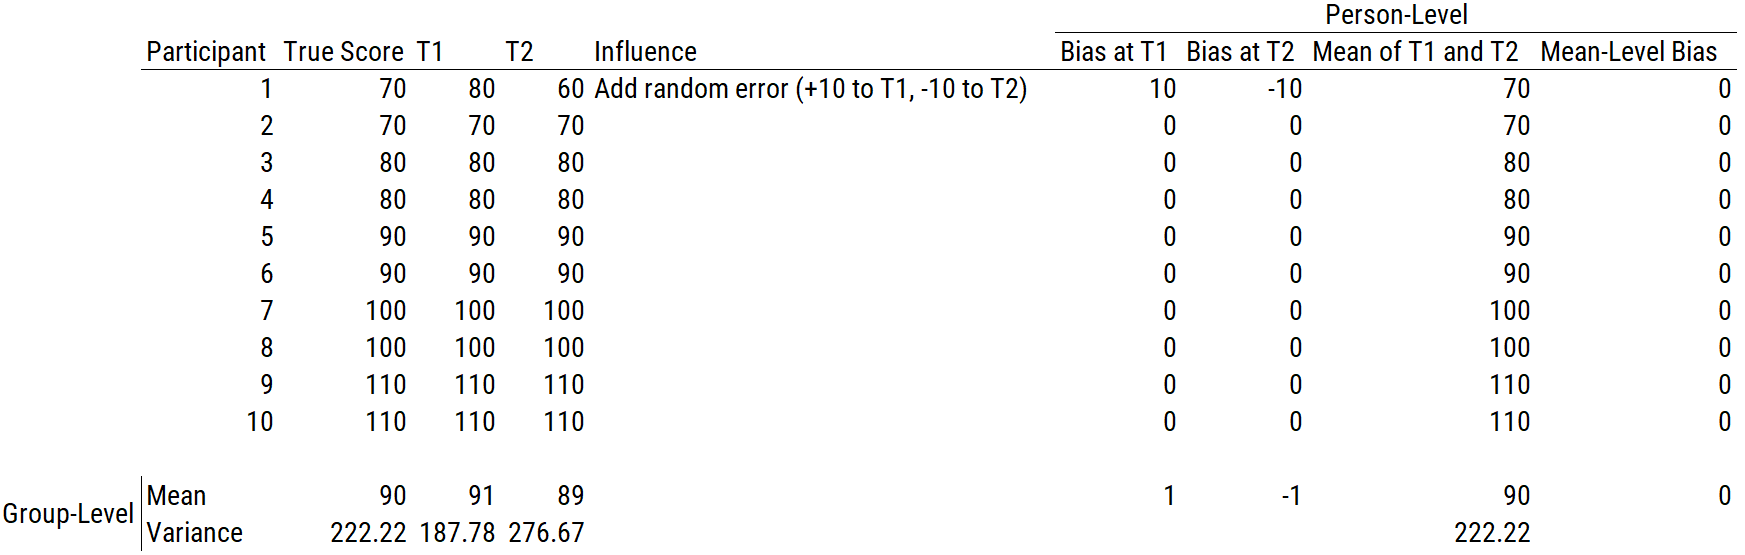 Person-Level
Participant True Score T1 T2 Influence Bias at T1 Bias at T2 Mean of T1 and T2 Mean-Level Bias
1 70 80 60 Add random error (+10 to T1, -10 to T2) 10 -10 70 0
2 70 70 70 0 0 70 0
3 80 80 80 0 0 80 0
4 80 80 80 0 0 80 0
5 90 90 90 0 0 90 0
6 90 90 90 0 0 90 0
7 100 100 100 0 0 100 0
8 100 100 100 0 0 100 0
9 110 110 110 0 0 110 0
10 110 110 110 0 0 110 0
Group-Level
Mean 90 91 89 1 -1 90 0
Variance 222.22 187.78 276.67 222.22